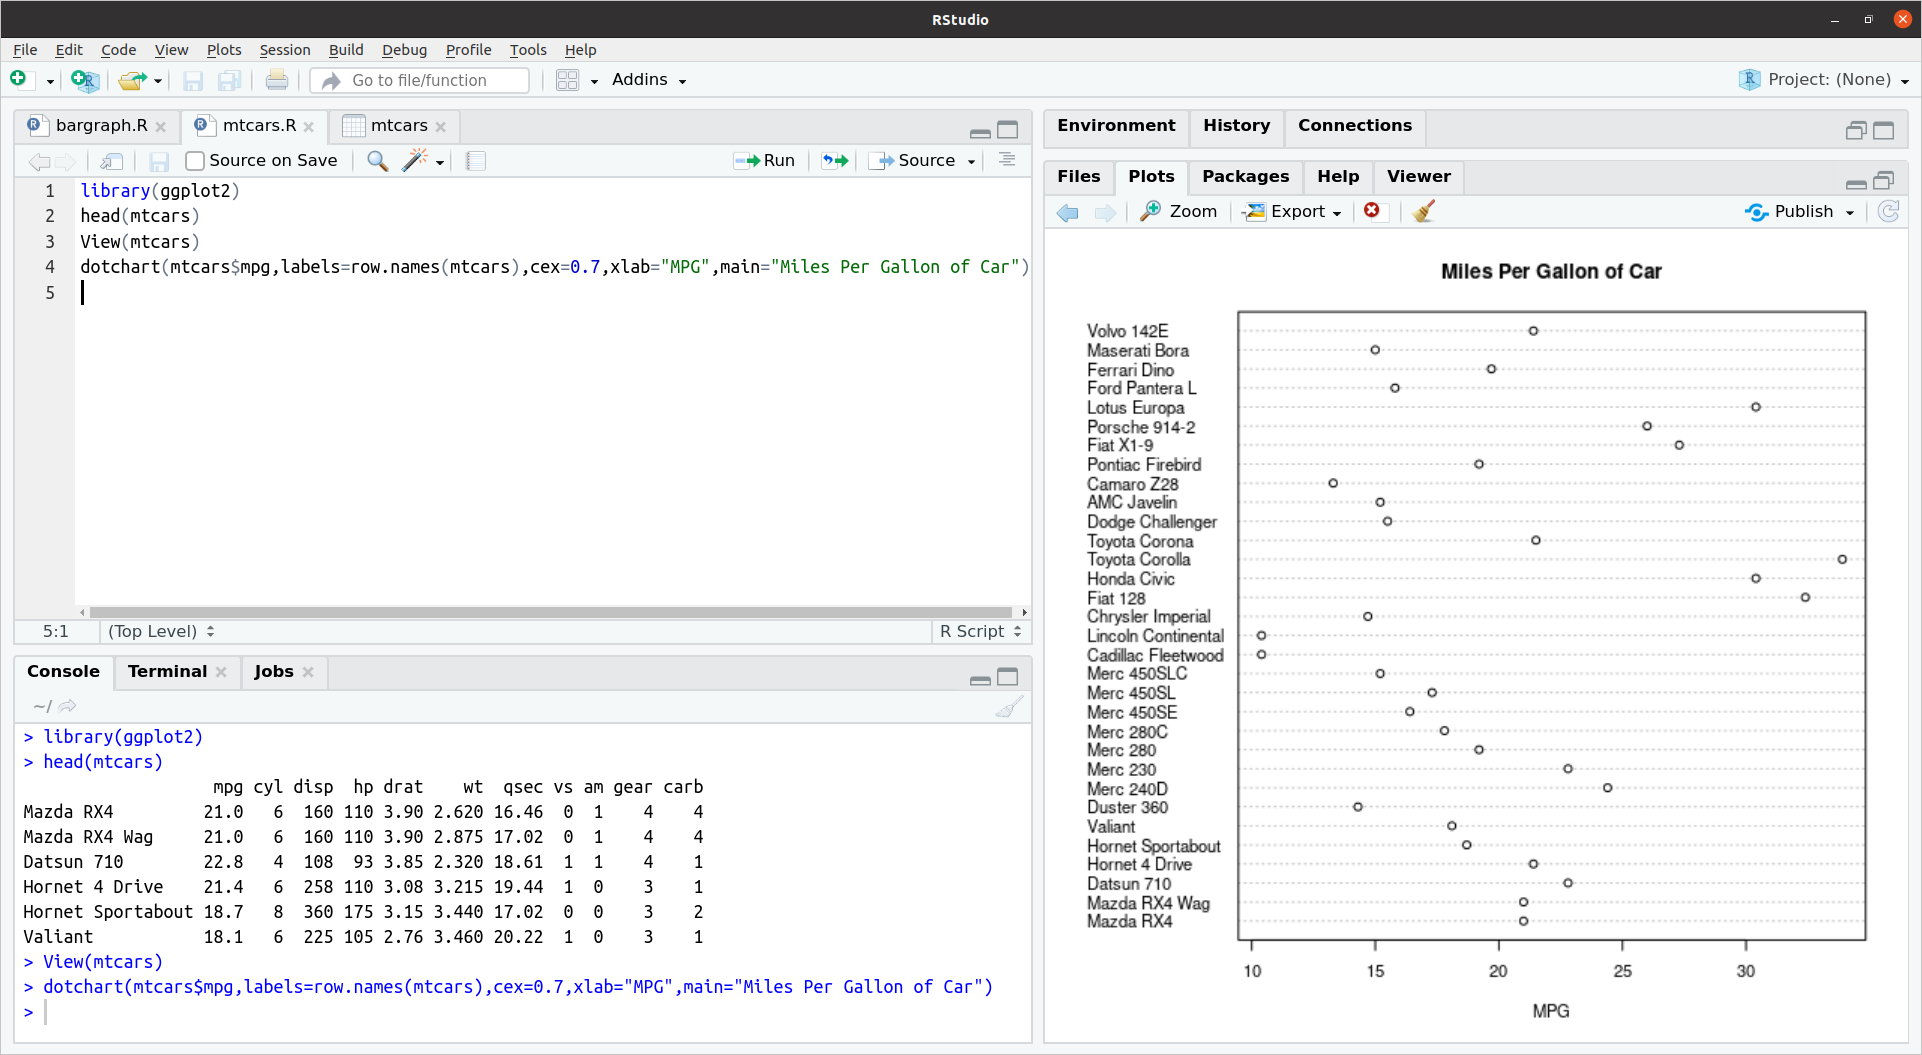 RStudio
File Edit Code View Plots Session Build Debug Profile Tools Help
Go to file/function Addins Project: (None)
bargraph.R mtcars.R mtcars
Source on Save Run Source
1 library(ggplot2)
2 head(mtcars)
3 View(mtcars)
4 dotchart(mtcars$mpg,labels=row.names(mtcars),cex=0.7,xlab="MPG",main="Miles Per Gallon of Car")
5
5:1 (Top Level) R Script
Console Terminal Jobs
~/
> library(ggplot2)
> head(mtcars)
mpg cyl disp hp drat wt qsec vs am gear carb
Mazda RX4 21.0 6 160 110 3.90 2.620 16.46 0 1 4 4
Mazda RX4 Wag 21.0 6 160 110 3.90 2.875 17.02 0 1 4 4
Datsun 710 22.8 4 108 93 3.85 2.320 18.61 1 1 4 1
Hornet 4 Drive 21.4 6 258 110 3.08 3.215 19.44 1 0 3 1
Hornet Sportabout 18.7 8 360 175 3.15 3.440 17.02 0 0 3 2
Valiant 18.1 6 225 105 2.76 3.460 20.22 1 0 3 1
> View(mtcars)
> dotchart(mtcars$mpg,labels=row.names(mtcars),cex=0.7,xlab="MPG",main="Miles Per Gallon of Car")
>
Environment History Connections
Files Plots Packages Help Viewer
Zoom Export Publish
Miles Per Gallon of Car
Volvo 142E
Maserati Bora
Ferrari Dino
Ford Pantera L
Lotus Europa
Porsche 914-2
Fiat X1-9
Pontiac Firebird
Camaro Z28
AMC Javelin
Dodge Challenger
Toyota Corona
Toyota Corolla
Honda Civic
Fiat 128
Chrysler Imperial
Lincoln Continental
Cadillac Fleetwood
Merc 450SLC
Merc 450SL
Merc 450SE
Merc 280C
Merc 280
Merc 230
Merc 240D
Duster 360
Valiant
Hornet Sportabout
Hornet 4 Drive
Datsun 710
Mazda RX4 Wag
Mazda RX4
10 15 20 25 30
MPG